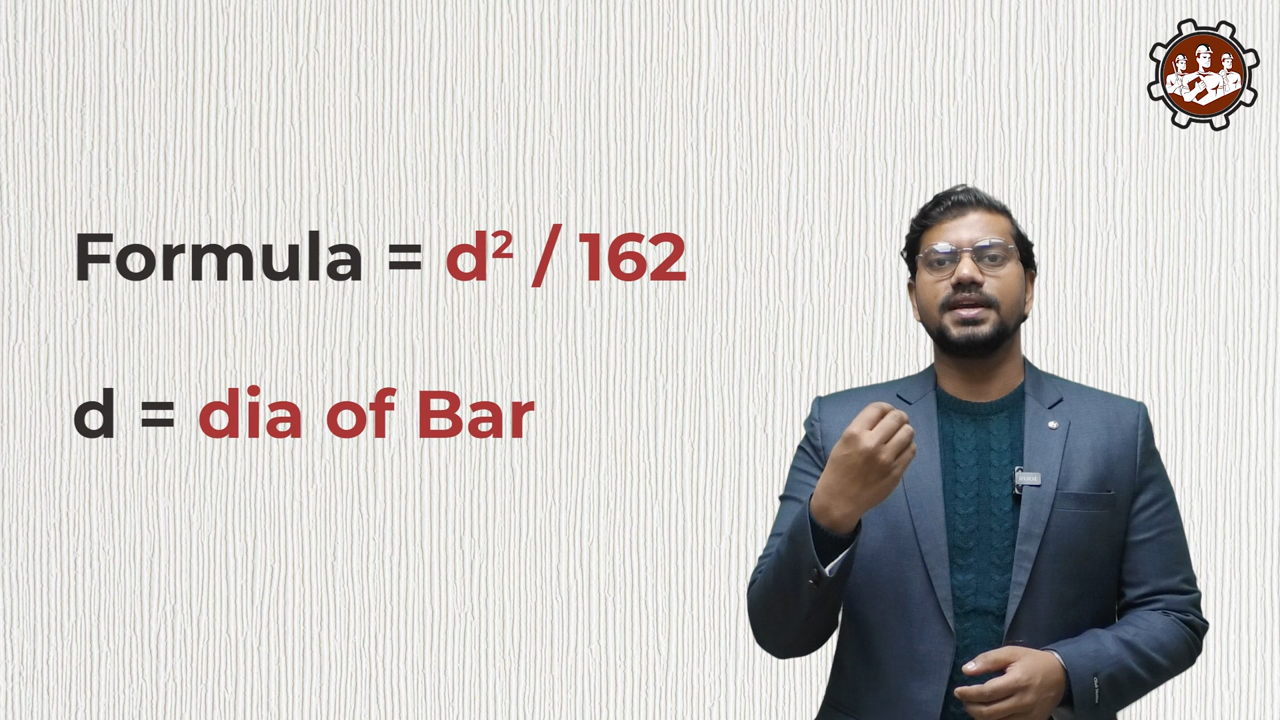 Formula = d² / 162
d = dia of Bar